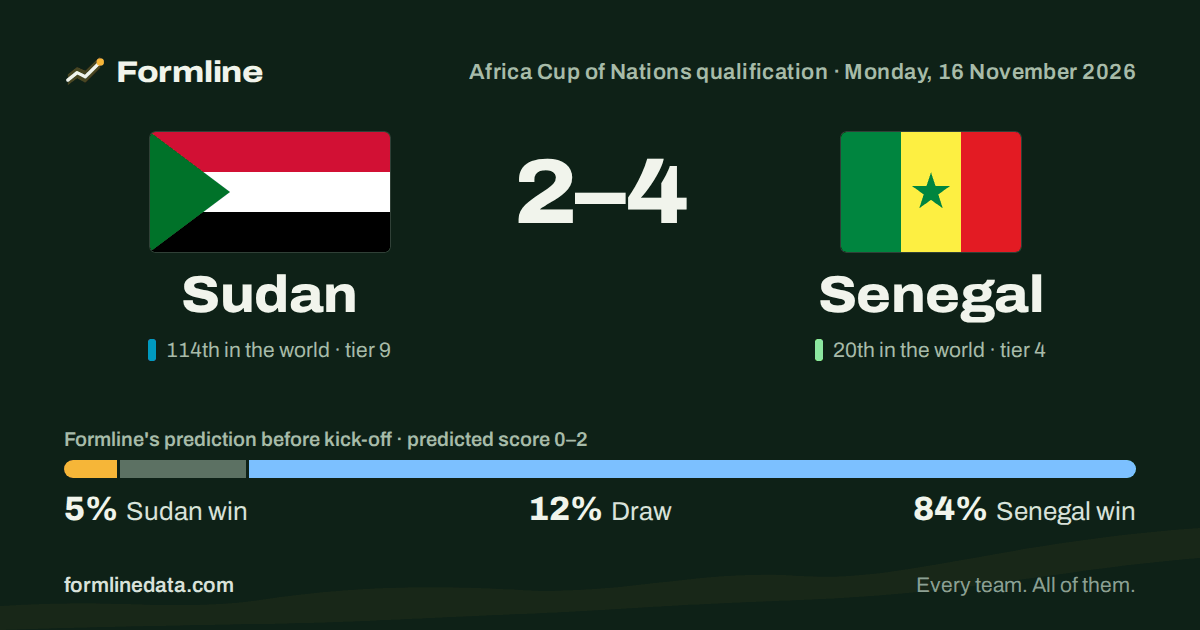 Formline
Africa Cup of Nations qualification · Monday, 16 November 2026
2–4
Sudan
Senegal
114th in the world · tier 9
20th in the world · tier 4
Formline's prediction before kick-off · predicted score 0–2
5% Sudan win
12% Draw
84% Senegal win
formlinedata.com
Every team. All of them.